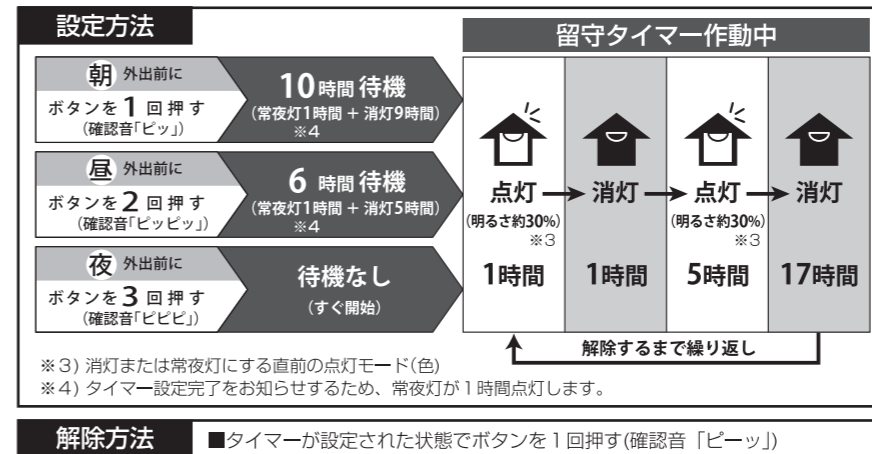 設定方法
留守タイマー作動中
朝 外出前に
ボタンを1回押す
(確認音「ピッ」)
10時間待機
(常夜灯1時間 + 消灯9時間)
※4
昼 外出前に
ボタンを2回押す
(確認音「ピッピッ」)
6 時間待機
(常夜灯1時間 + 消灯5時間)
※4
夜 外出前に
ボタンを3回押す
(確認音「ピピピ」)
待機なし
(すぐ開始)
点灯 消灯 点灯 消灯
(明るさ約30%) (明るさ約30%)
※3 ※3
1時間 1時間 5時間 17時間
解除するまで繰り返し
※3) 消灯または常夜灯にする直前の点灯モード(色)
※4) タイマー設定完了をお知らせするため、常夜灯が1時間点灯します。
解除方法
■タイマーが設定された状態でボタンを1回押す(確認音「ピーッ」)